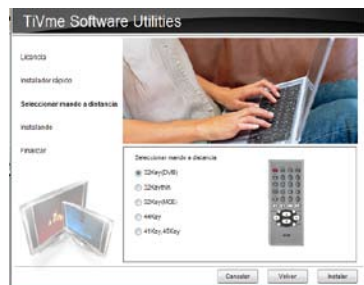 TiVme Software Utilities
Licencia
Instalador rápido
Seleccionar mando a distancia
Instalando
Finalizar
Seleccionar mando a distancia
32Key(DVB)
32KeyINA
32Key(MCE)
44Key
41Key,45Key
Cancelar
Volver
Instalar